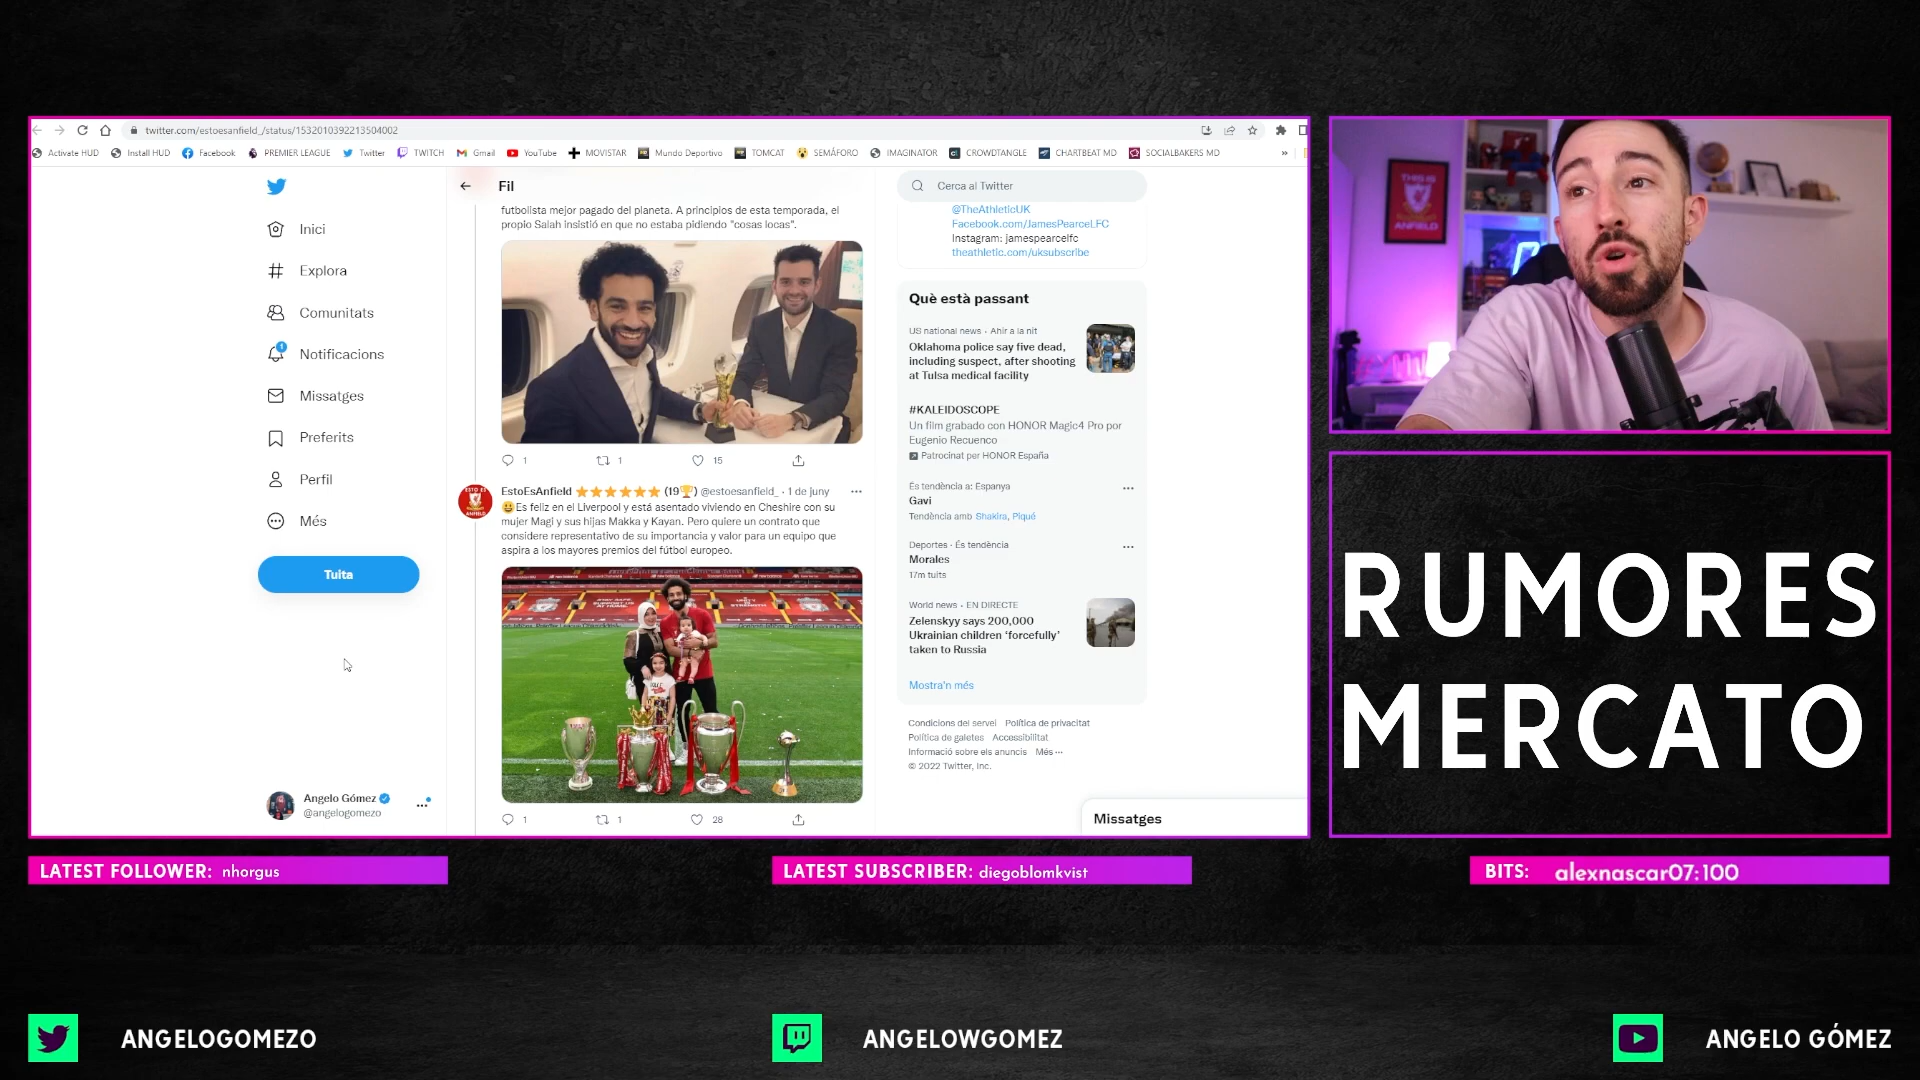 twitter.com/estoesanfield_/status/1532010392213504002
Activate HUD
Install HUD
Facebook
PREMIER LEAGUE
Twitter
TWITCH
Gmail
YouTube
MOVISTAR
Mundo Deportivo
TOMCAT
SEMÁFORO
IMAGINATOR
CROWDTANGLE
CHARTBEAT MD
SOCIALBAKERS MD
»
Inici
Explora
Comunitats
1
Notificacions
Missatges
Preferits
Perfil
Més
Tuita
Angelo Gómez
@angelogomezo
Fil
futbolista mejor pagado del planeta. A principios de esta temporada, el
propio Salah insistió en que no estaba pidiendo "cosas locas".
1 1 15
EstoEsAnfield ⭐⭐⭐⭐⭐⭐ (19🏆) @estoesanfield_ · 1 de juny
😃Es feliz en el Liverpool y está asentado viviendo en Cheshire con su
mujer Magi y sus hijas Makka y Kayan. Pero quiere un contrato que
considere representativo de su importancia y valor para un equipo que
aspira a los mayores premios del fútbol europeo.
1 1 28
ESTO ES
ANFIELD
Cerca al Twitter
@TheAthleticUK
Facebook.com/JamesPearceLFC
Instagram: jamespearcelfc
theathletic.com/uksubscribe
Què està passant
US national news · Ahir a la nit
Oklahoma police say five dead,
including suspect, after shooting
at Tulsa medical facility
#KALEIDOSCOPE
Un film grabado con HONOR Magic4 Pro por
Eugenio Recuenco
Patrocinat per HONOR España
És tendència a: Espanya
Gavi
Tendència amb Shakira, Piqué
Deportes · És tendència
Morales
17m tuits
World news · EN DIRECTE
Zelenskyy says 200,000
Ukrainian children ‘forcefully’
taken to Russia
Mostra'n més
Condicions del servei Política de privacitat
Política de galetes Accessibilitat
Informació sobre els anuncis Més ···
© 2022 Twitter, Inc.
Missatges
THIS IS
ANFIELD
RUMORES
MERCATO
LATEST FOLLOWER: nhorgus
LATEST SUBSCRIBER: diegoblomkvist
BITS: alexnascar07: 100
ANGELOGOMEZO
ANGELOWGOMEZ
ANGELO GÓMEZ